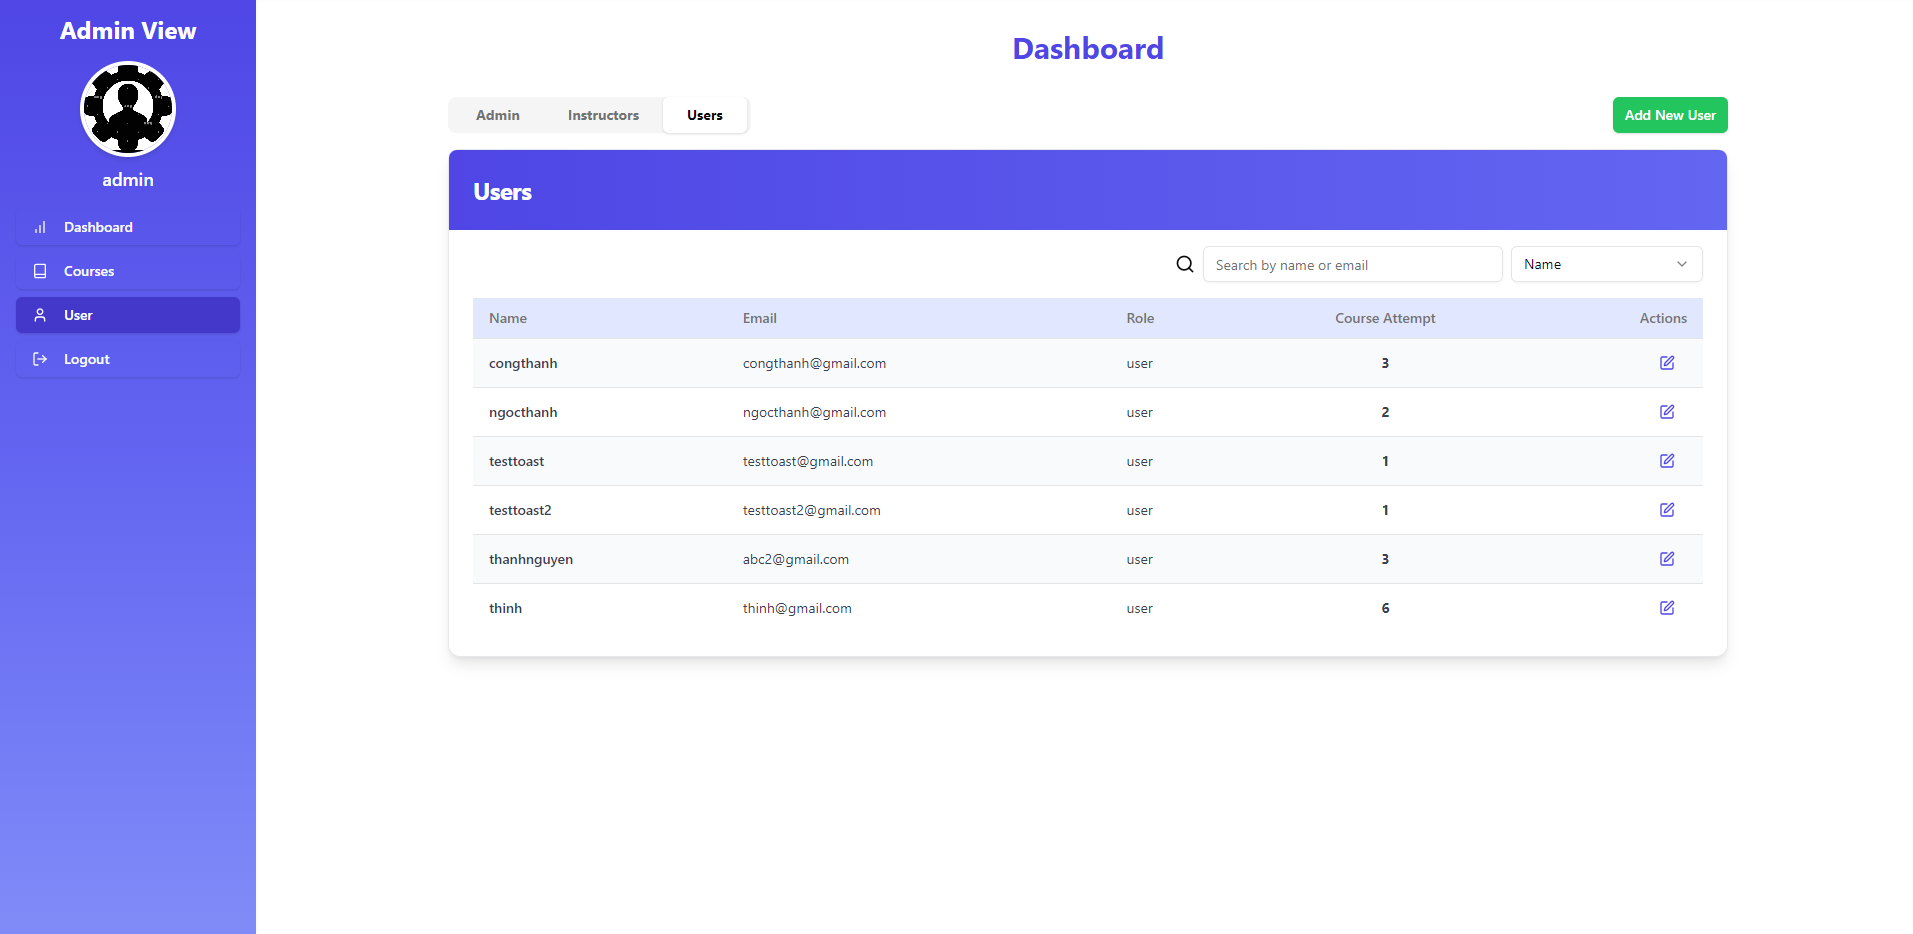 Admin View
admin
Dashboard
Courses
User
Logout
Dashboard
Admin Instructors Users
Add New User
Users
Search by name or email
Name
Name Email Role Course Attempt Actions
congthanh congthanh@gmail.com user 3
ngocthanh ngocthanh@gmail.com user 2
testtoast testtoast@gmail.com user 1
testtoast2 testtoast2@gmail.com user 1
thanhnguyen abc2@gmail.com user 3
thinh thinh@gmail.com user 6